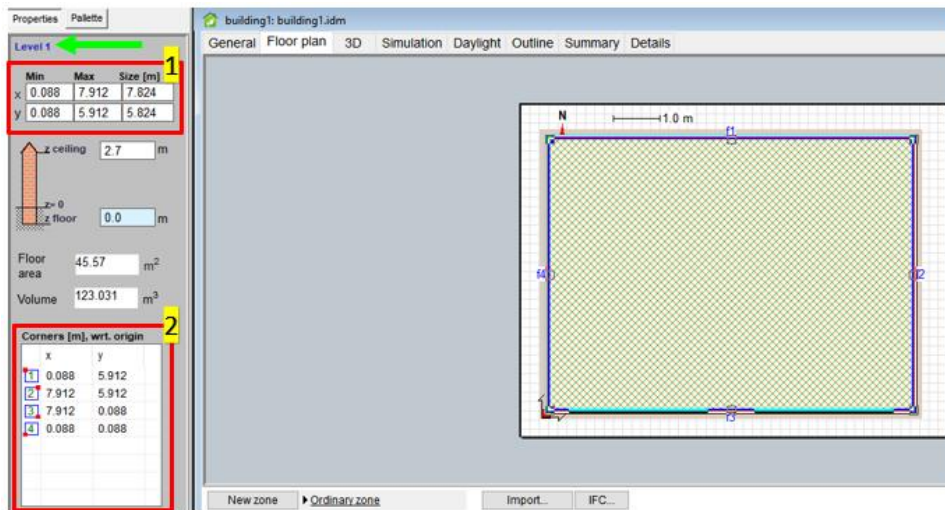 Properties Palette
building1: building1.idm
General Floor plan 3D Simulation Daylight Outline Summary Details
Level 1
1
Min Max Size [m]
x 0.088 7.912 7.824
y 0.088 5.912 5.824
N
1.0 m
f1
z ceiling 2.7 m
z= 0
z floor 0.0 m
Floor area 45.57 m²
f4
f2
Volume 123.031 m³
2
Corners [m], wrt. origin
x y
1 0.088 5.912
2 7.912 5.912
3 7.912 0.088
4 0.088 0.088
f3
New zone Ordinary zone Import... IFC...